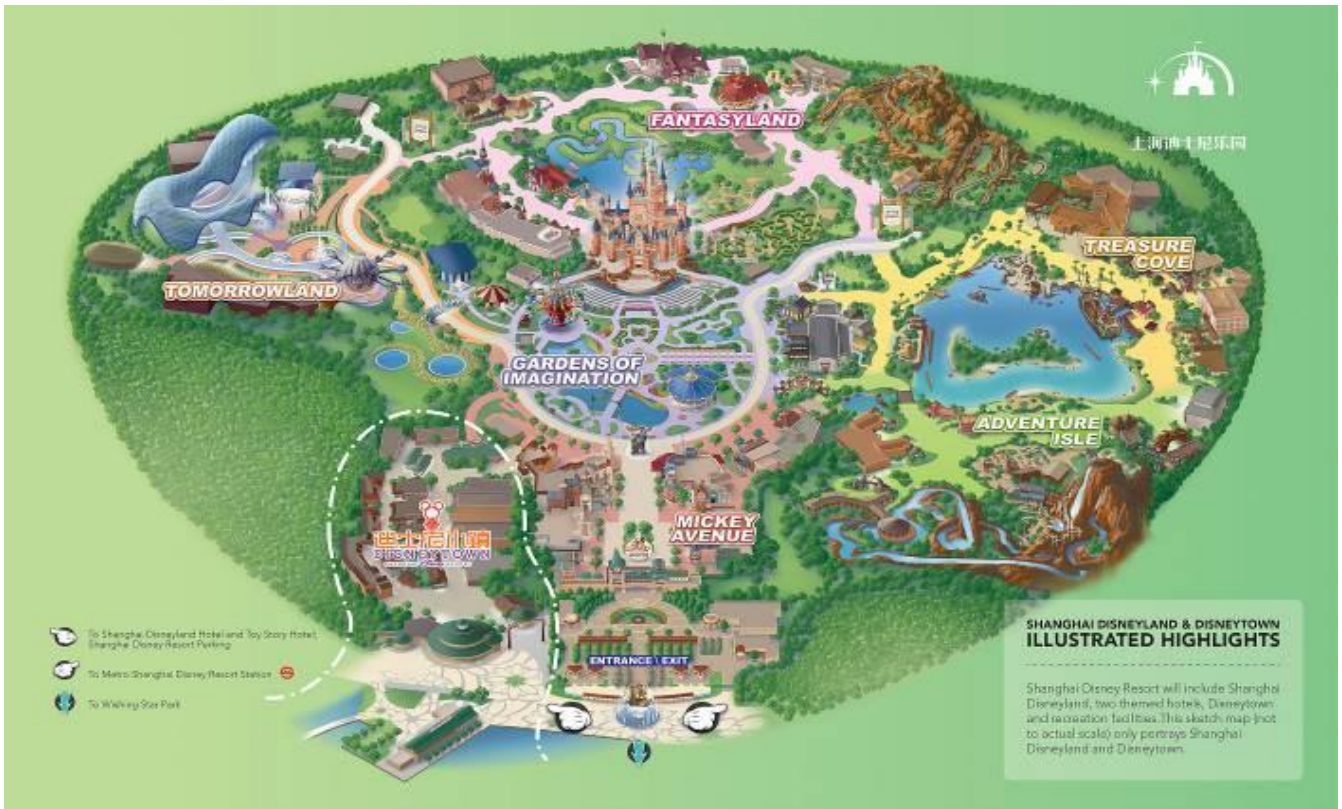 上海迪士尼乐园
FANTASYLAND
TREASURE
COVE
TOMORROWLAND
GARDENS OF
IMAGINATION
ADVENTURE
ISLE
MICKEY
AVENUE
迪士尼小镇
DISNEYTOWN
ENTRANCE \ EXIT
To Shanghai Disneyland Hotel and Toy Story Hotel,
Shanghai Disney Resort Parking
To Metro Shanghai Disney Resort Station
To Wishing Star Park
SHANGHAI DISNEYLAND & DISNEYTOWN
ILLUSTRATED HIGHLIGHTS
Shanghai Disney Resort will include Shanghai
Disneyland, two themed hotels, Disneytown
and recreation facilities. This sketch map (not
to actual scale) only portrays Shanghai
Disneyland and Disneytown.